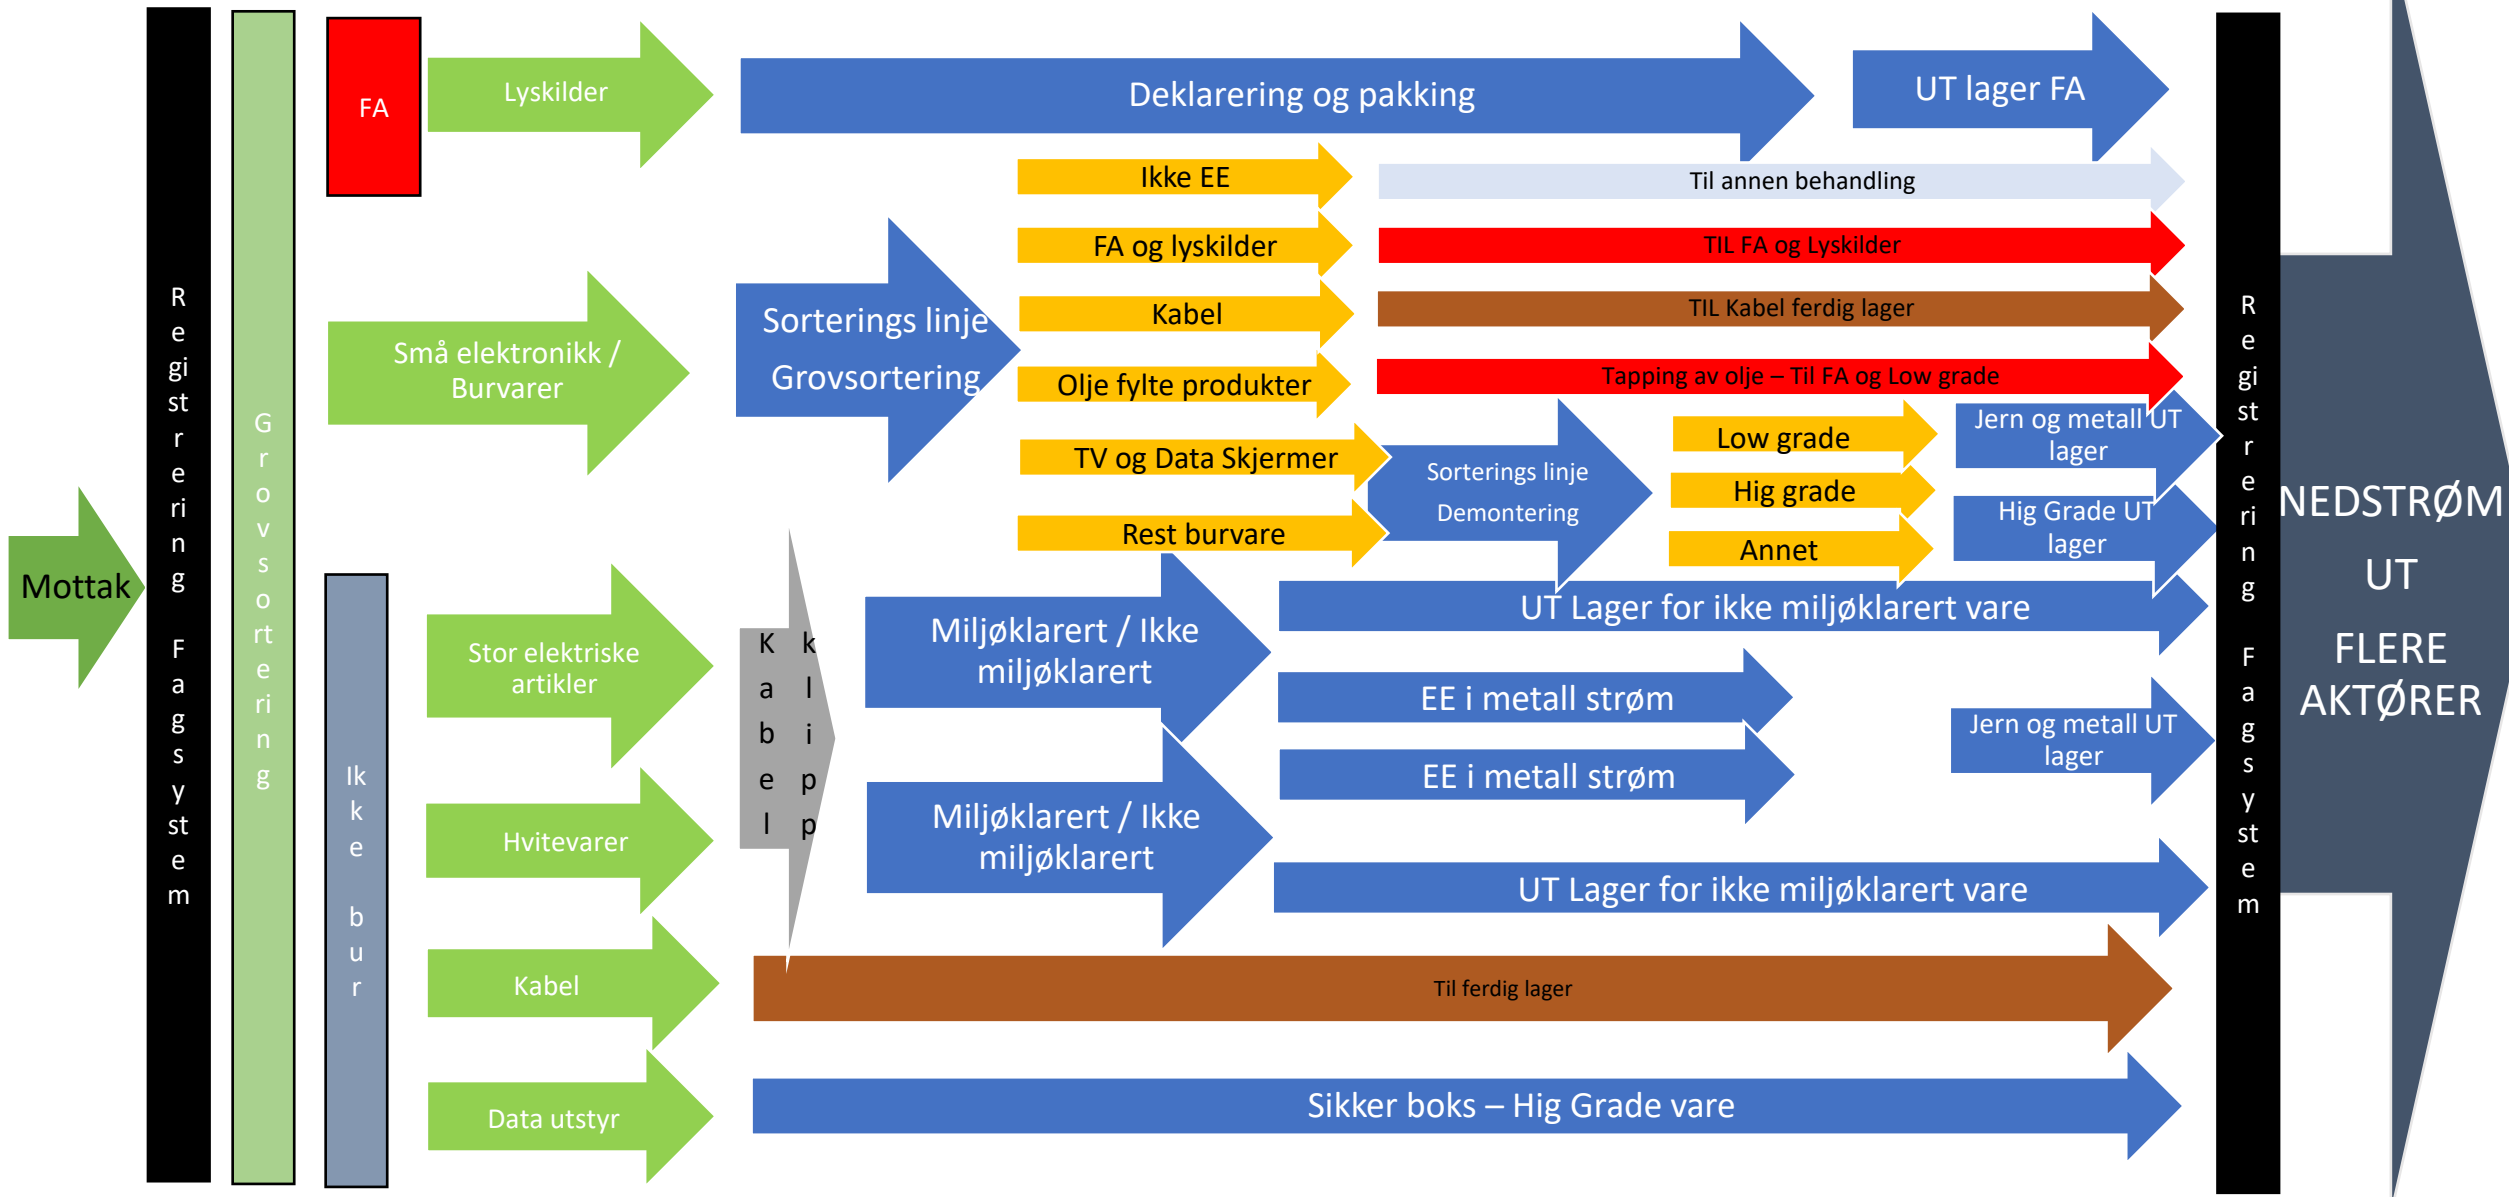 Mottak
Registrering Fagsystem
Grovsortering
FA
Lyskilder
Deklarering og pakking
UT lager FA
Små elektronikk /
Burvarer
Sorterings linje
Grovsortering
Ikke EE
Til annen behandling
FA og lyskilder
TIL FA og Lyskilder
Kabel
TIL Kabel ferdig lager
Olje fylte produkter
Tapping av olje – Til FA og Low grade
TV og Data Skjermer
Rest burvare
Sorterings linje
Demontering
Low grade
Hig grade
Annet
Jern og metall UT
lager
Hig Grade UT
lager
Ikke bur
Stor elektriske
artikler
Hvitevarer
Kabel
klipp
Miljøklarert / Ikke
miljøklarert
UT Lager for ikke miljøklarert vare
EE i metall strøm
EE i metall strøm
Jern og metall UT
lager
Miljøklarert / Ikke
miljøklarert
UT Lager for ikke miljøklarert vare
Kabel
Til ferdig lager
Data utstyr
Sikker boks – Hig Grade vare
Registrering Fagsystem
NEDSTRØM
UT
FLERE
AKTØRER